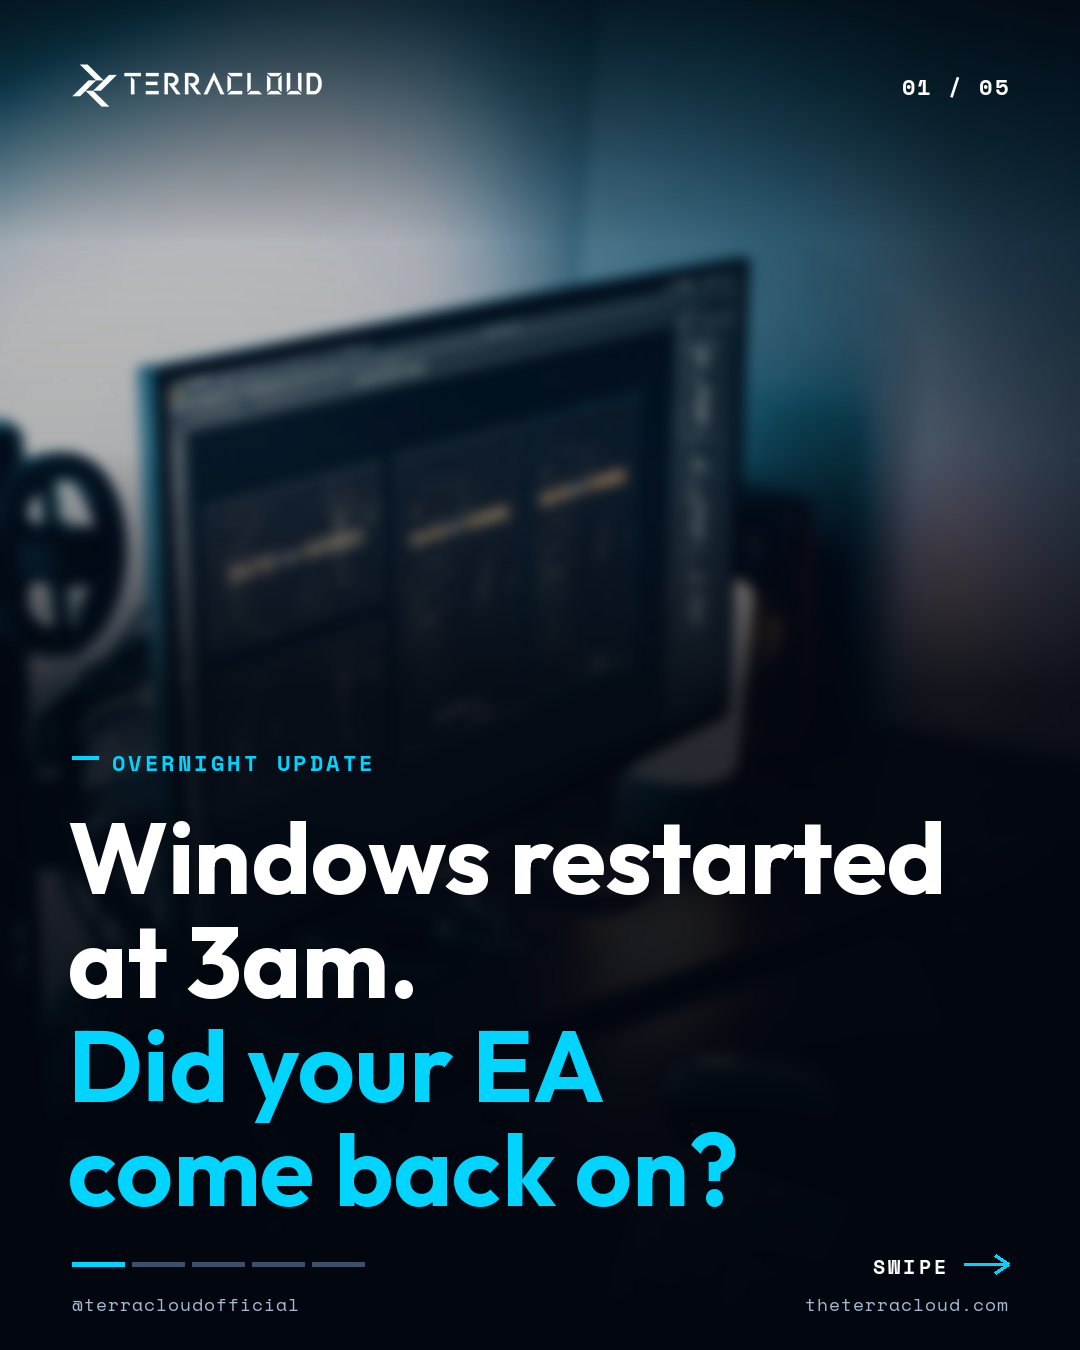 TERRACLOUD
01 / 05
OVERNIGHT UPDATE
Windows restarted
at 3am.
Did your EA
come back on?
SWIPE
@terracloudofficial
theterracloud.com